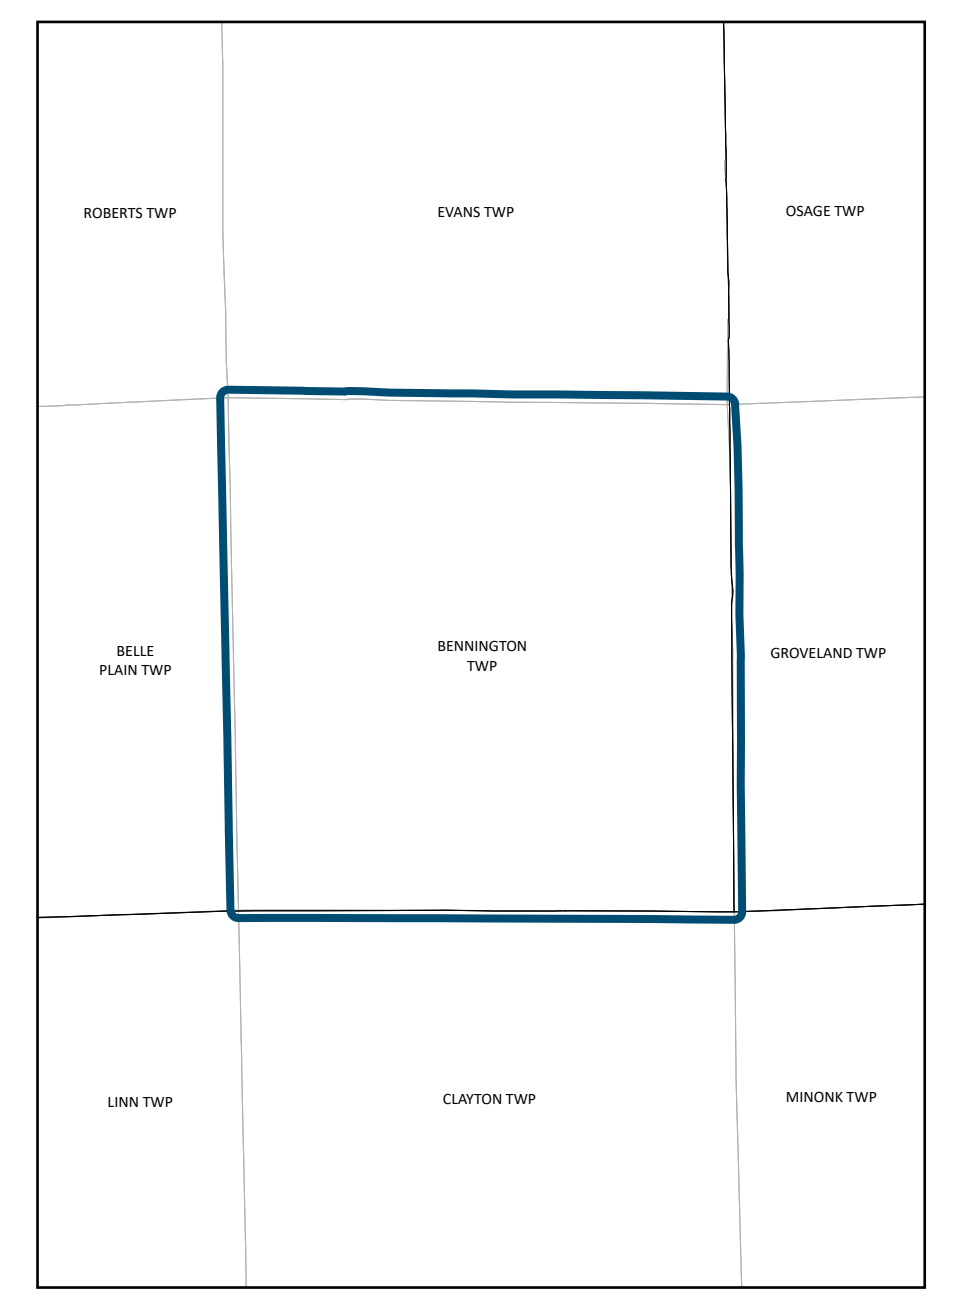 ROBERTS TWP
EVANS TWP
OSAGE TWP
BELLE
PLAIN TWP
BENNINGTON
TWP
GROVELAND TWP
LINN TWP
CLAYTON TWP
MINONK TWP